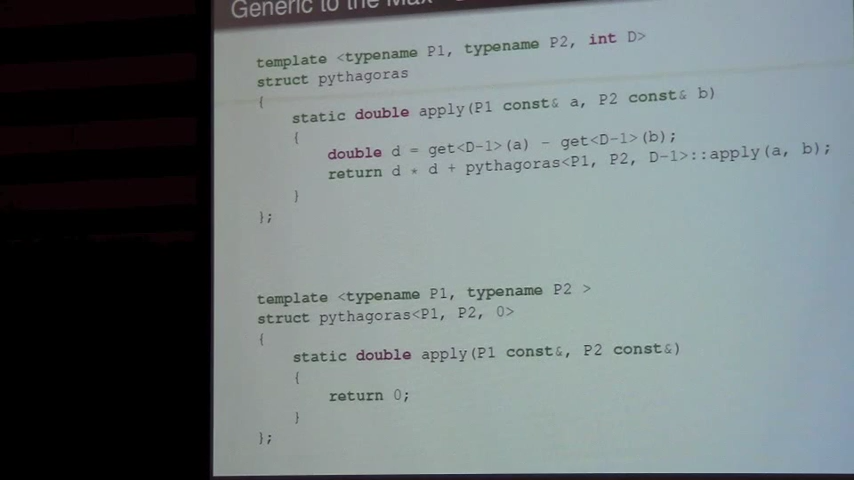 Generic to the Max
template <typename P1, typename P2, int D>
struct pythagoras
{
static double apply(P1 const& a, P2 const& b)
{
double d = get<D-1>(a) - get<D-1>(b);
return d * d + pythagoras<P1, P2, D-1>::apply(a, b);
}
};
template <typename P1, typename P2 >
struct pythagoras<P1, P2, 0>
{
static double apply(P1 const&, P2 const&)
{
return 0;
}
};